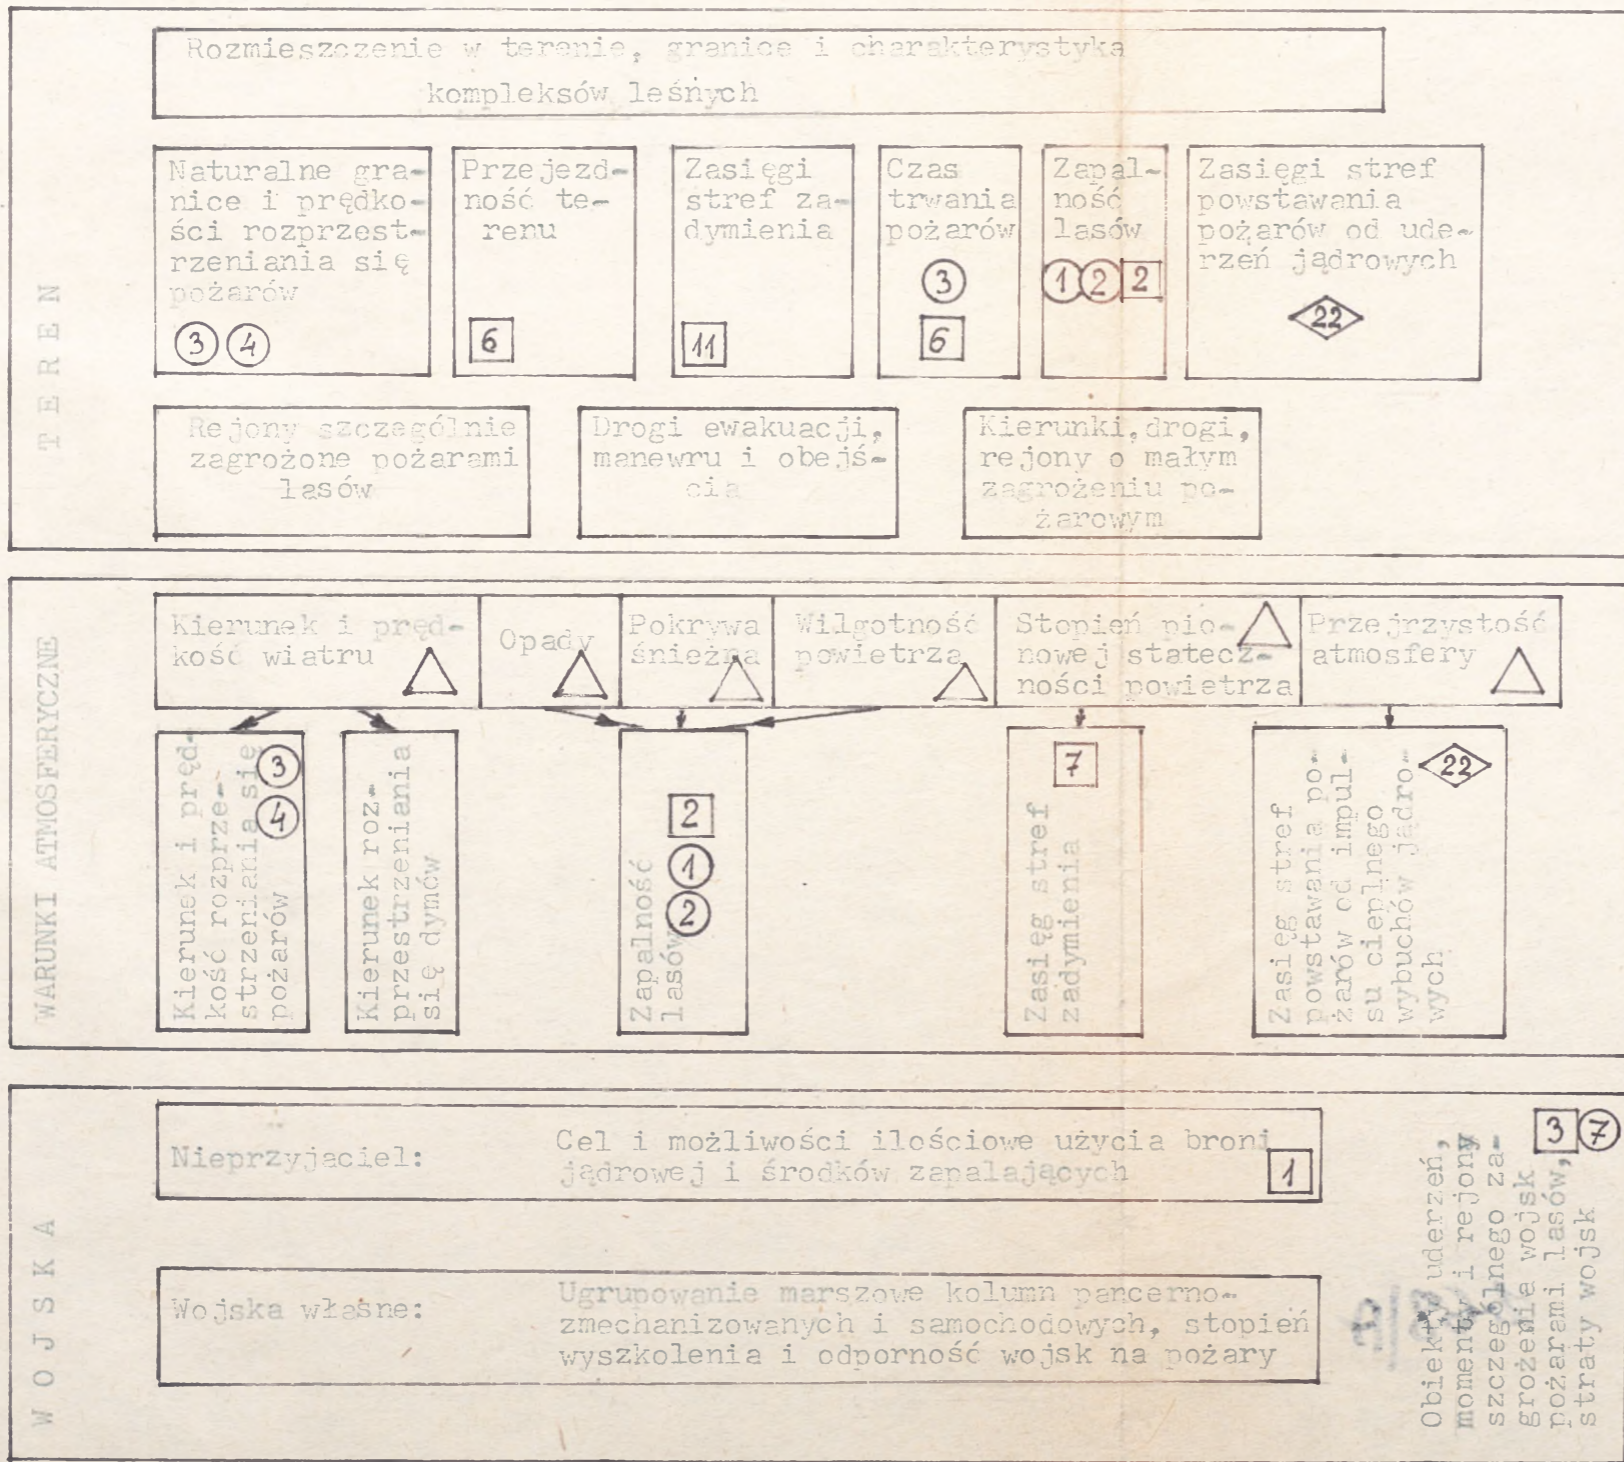 T E R E N
Rozmieszczenie w terenie, granice i charakterystyka
kompleksów leśnych
Naturalne gra-
nice i prędko-
ści rozprzest-
rzeniania się
pożarów
3 4
Przejezd-
ność te-
renu
6
Zasięgi
stref za-
dymienia
11
Czas
trwania
pożarów
3
6
Zapal-
ność
lasów
1 2 2
Zasięgi stref
powstawania
pożarów od ude-
rzeń jądrowych
22
Rejony szczególnie
zagrożone pożarami
lasów
Drogi ewakuacji,
manewru i obejś-
cia
Kierunki,drogi,
rejony o małym
zagrożeniu po-
żarowym
WARUNKI ATMOSFERYCZNE
Kierunek i pręd-
kość wiatru
Opady
Pokrywa
śnieżna
Wilgotność
powietrza
Stopień pio-
nowej statecz-
ności powietrza
Przejrzystość
atmosfery
Kierunek i pręd-
kość rozprze-
strzeniania się
pożarów
3
4
Kierunek roz-
przestrzeniania
się dymów
Zapalność
lasów
2
1
2
Zasięg stref
zadymienia
7
Zasięg stref
powstawania po-
żarów od impul-
su cieplnego
wybuchów jądro-
wych
22
W O J S K A
Nieprzyjaciel:
Cel i możliwości ilościowe użycia broni
jądrowej i środków zapalających
1
Wojska własne:
Ugrupowanie marszowe kolumn pancerno-
zmechanizowanych i samochodowych, stopień
wyszkolenia i odporność wojsk na pożary
Obiekty uderzeń,
momenty i rejony
szczególnego za-
grożenia wojsk
pożarami lasów,
straty wojsk
3 7